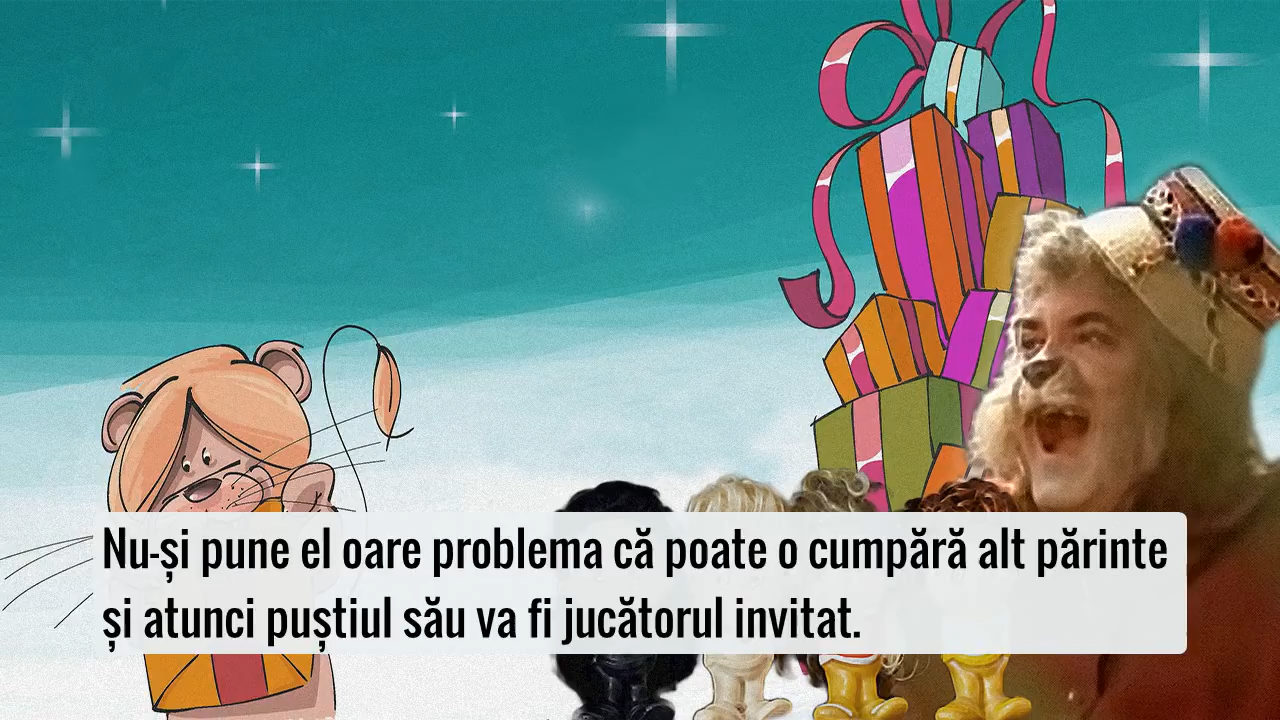 Nu-și pune el oare problema că poate o cumpără alt părinte
și atunci puștiul său va fi jucătorul invitat.